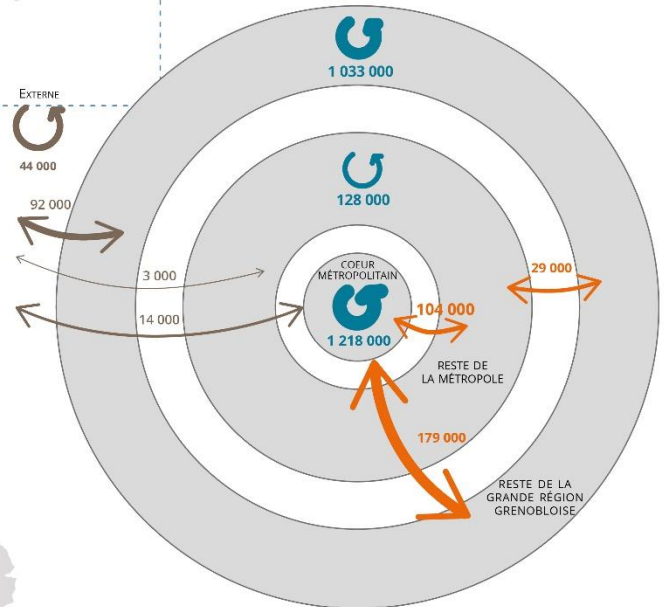 1 033 000
EXTERNE
44 000
128 000
92 000
COEUR
MÉTROPOLITAIN
29 000
3 000
104 000
14 000
1 218 000
RESTE DE
LA MÉTROPOLE
179 000
RESTE DE LA
GRANDE RÉGION
GRENOBLOISE